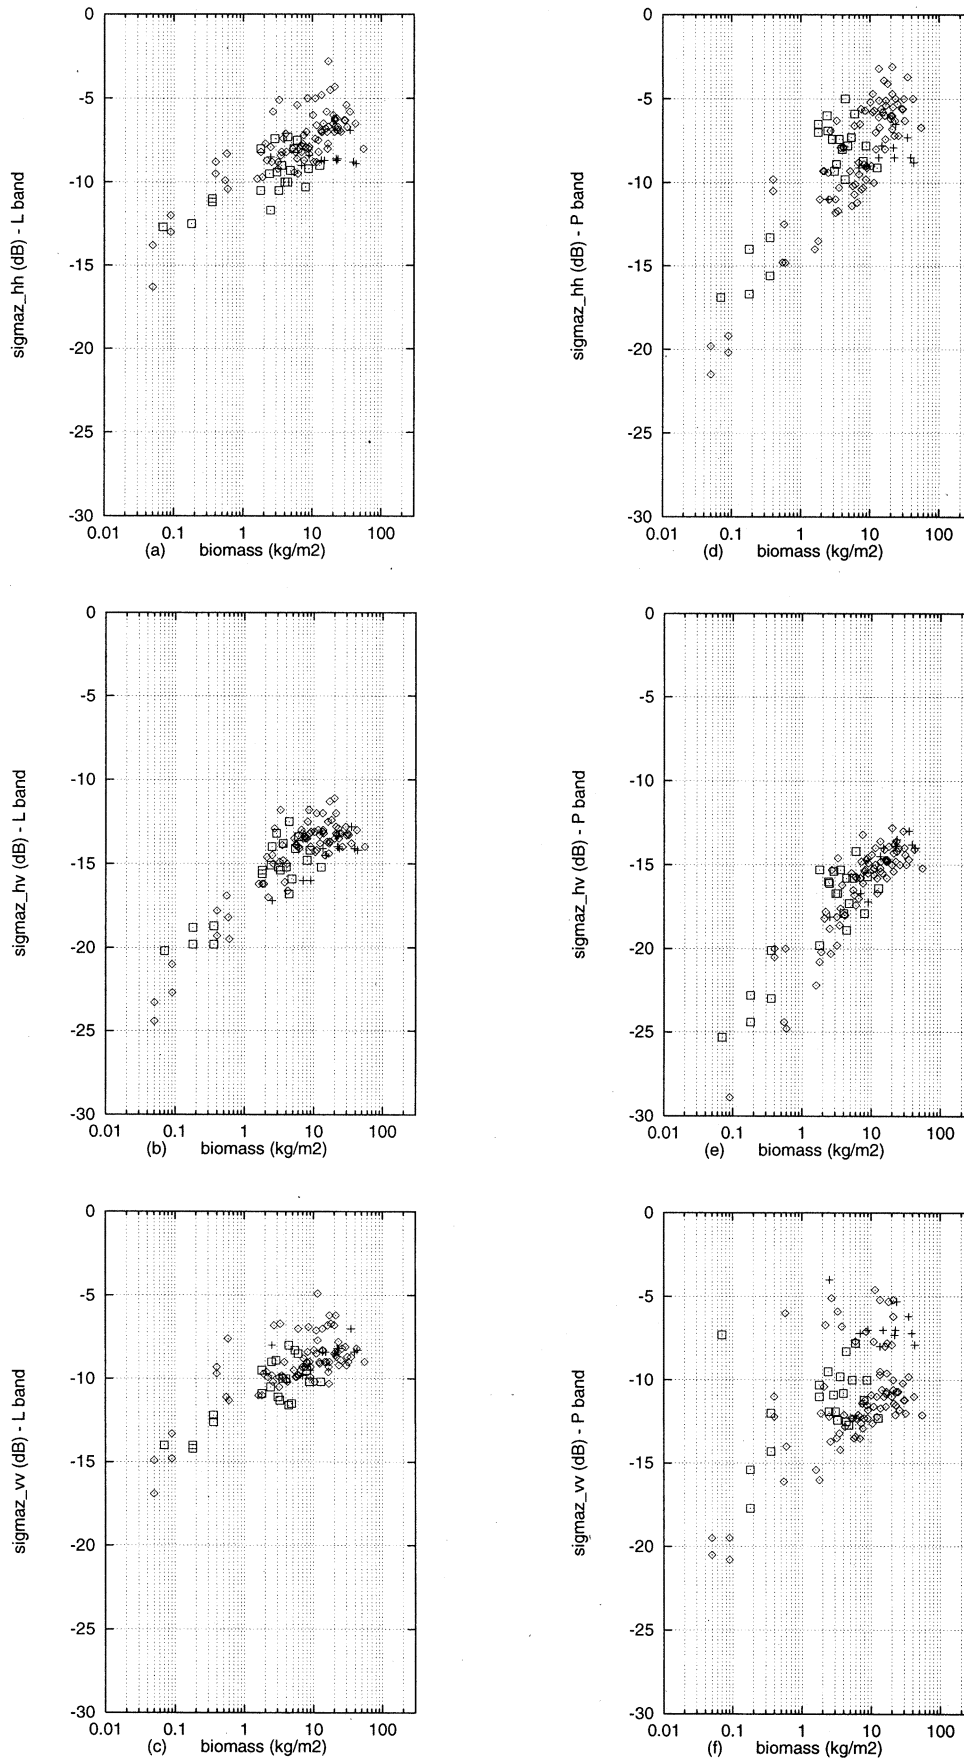 0
-5
-10
-15
-20
-25
-30
sigmaz_hh (dB) - L band
0.01 0.1 1 10 100
(a) biomass (kg/m2)
0
-5
-10
-15
-20
-25
-30
sigmaz_hh (dB) - P band
0.01 0.1 1 10 100
(d) biomass (kg/m2)
0
-5
-10
-15
-20
-25
-30
sigmaz_hv (dB) - L band
0.01 0.1 1 10 100
(b) biomass (kg/m2)
0
-5
-10
-15
-20
-25
-30
sigmaz_hv (dB) - P band
0.01 0.1 1 10 100
(e) biomass (kg/m2)
0
-5
-10
-15
-20
-25
-30
sigmaz_vv (dB) - L band
0.01 0.1 1 10 100
(c) biomass (kg/m2)
0
-5
-10
-15
-20
-25
-30
sigmaz_vv (dB) - P band
0.01 0.1 1 10 100
(f) biomass (kg/m2)